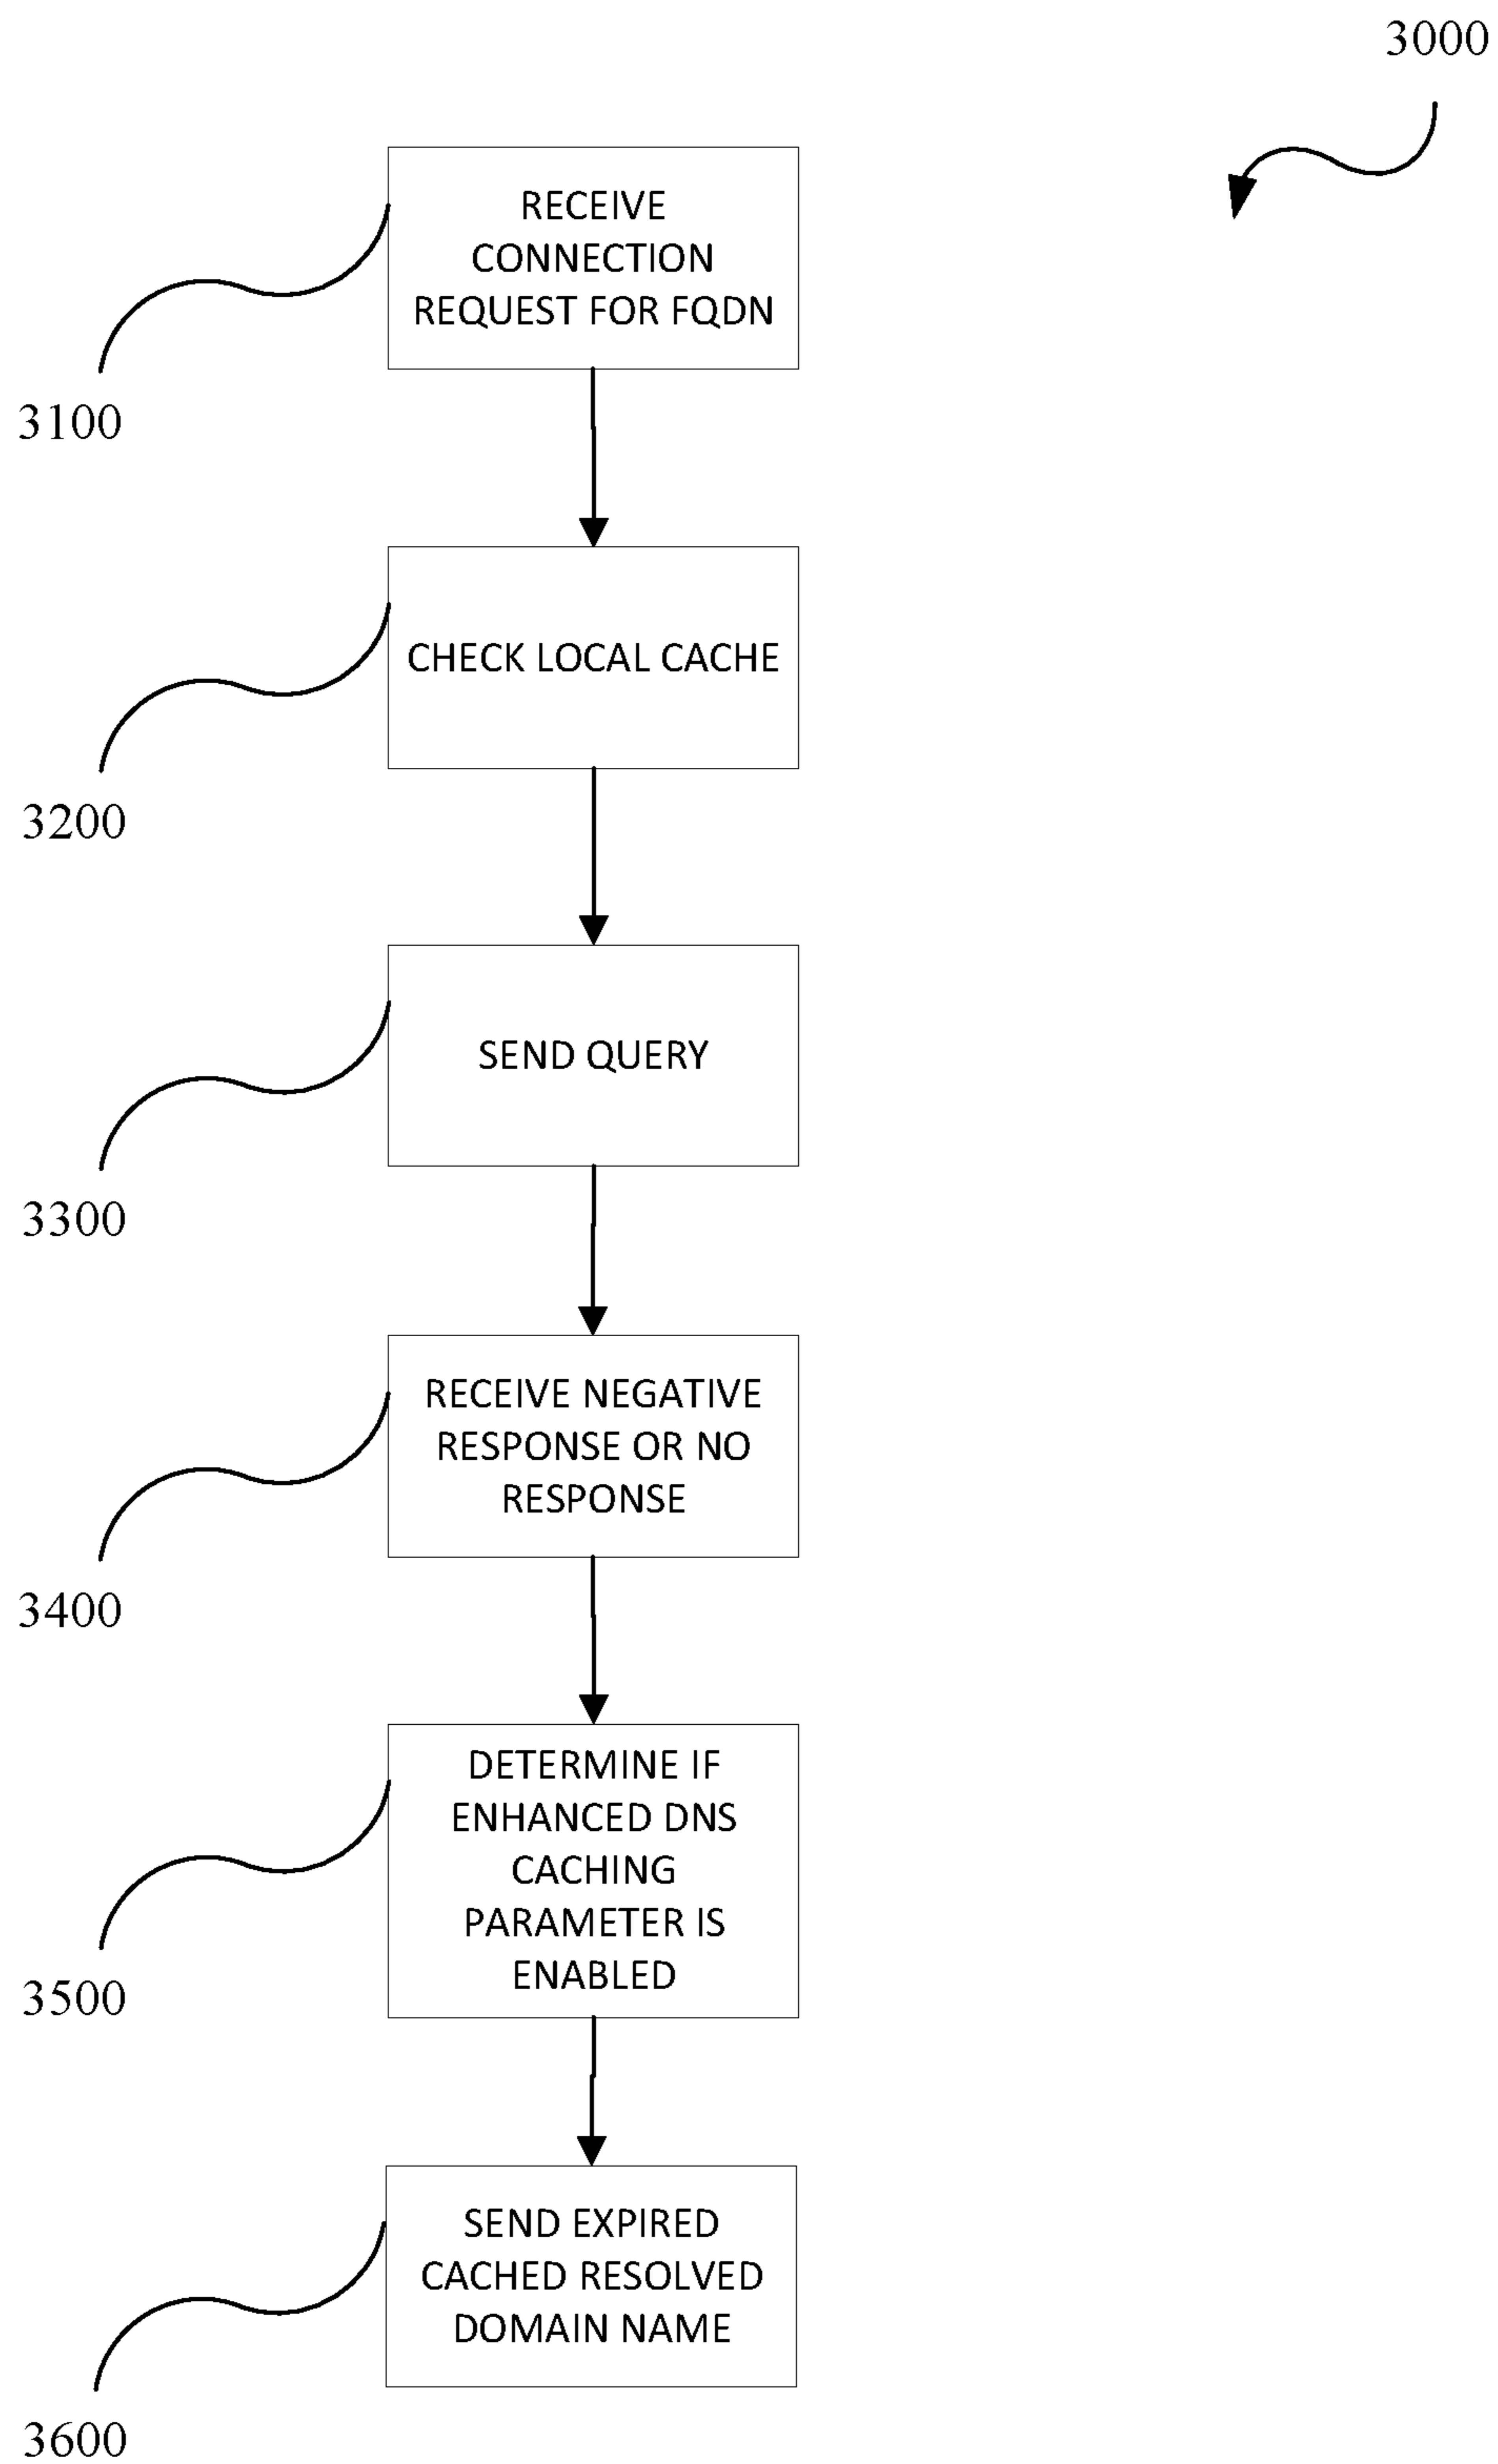 3000
RECEIVE
CONNECTION
REQUEST FOR FQDN
3100
CHECK LOCAL CACHE
3200
SEND QUERY
3300
RECEIVE NEGATIVE
RESPONSE OR NO
RESPONSE
3400
DETERMINE IF
ENHANCED DNS
CACHING
PARAMETER IS
ENABLED
3500
SEND EXPIRED
CACHED RESOLVED
DOMAIN NAME
3600